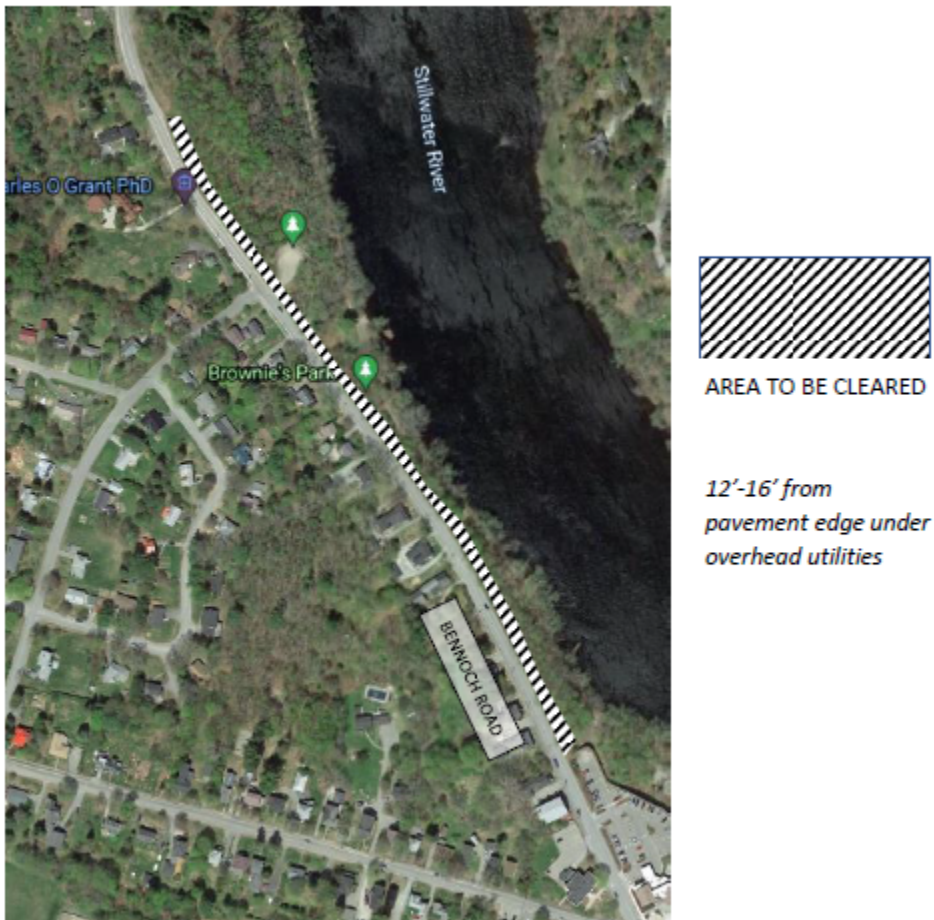 Stillwater River
arles O Grant PhD
Brownie's Park
BENNOCH ROAD
AREA TO BE CLEARED
12'-16' from
pavement edge under
overhead utilities